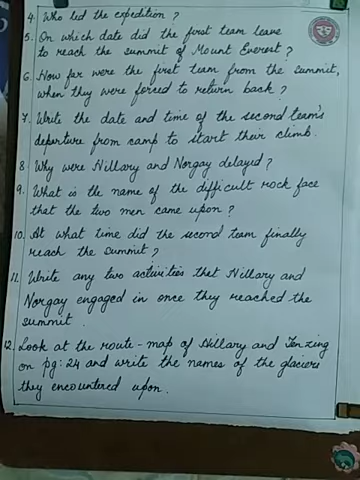 4. Who led the expedition?
5. On which date did the first team leave
to reach the summit of Mount Everest?
6. How far were the first team from the summit,
when they were forced to return back?
7. Write the date and time of the second team's
departure from camp to start their climb.
8 Why were Hillary and Norgay delayed?
9. What is the name of the difficult rock face
that the two men came upon?
10. At what time did the second team finally
reach the summit?
11. Write any two activities that Hillary and
Norgay engaged in once they reached the
summit.
12. Look at the route-map of Hillary and Tenzing
on pg: 24 and write the names of the glaciers
they encountered upon.